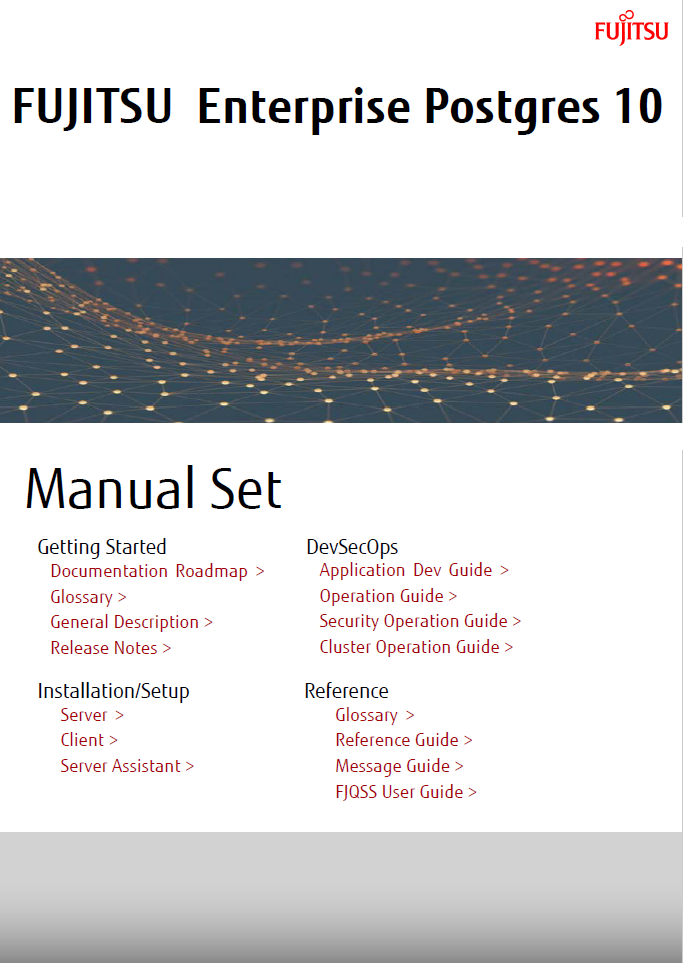 FUJITSU
FUJITSU Enterprise Postgres 10
Manual Set
Getting Started
Documentation Roadmap >
Glossary >
General Description >
Release Notes >
DevSecOps
Application Dev Guide >
Operation Guide >
Security Operation Guide >
Cluster Operation Guide >
Installation/Setup
Server >
Client >
Server Assistant >
Reference
Glossary >
Reference Guide >
Message Guide >
FJQSS User Guide >